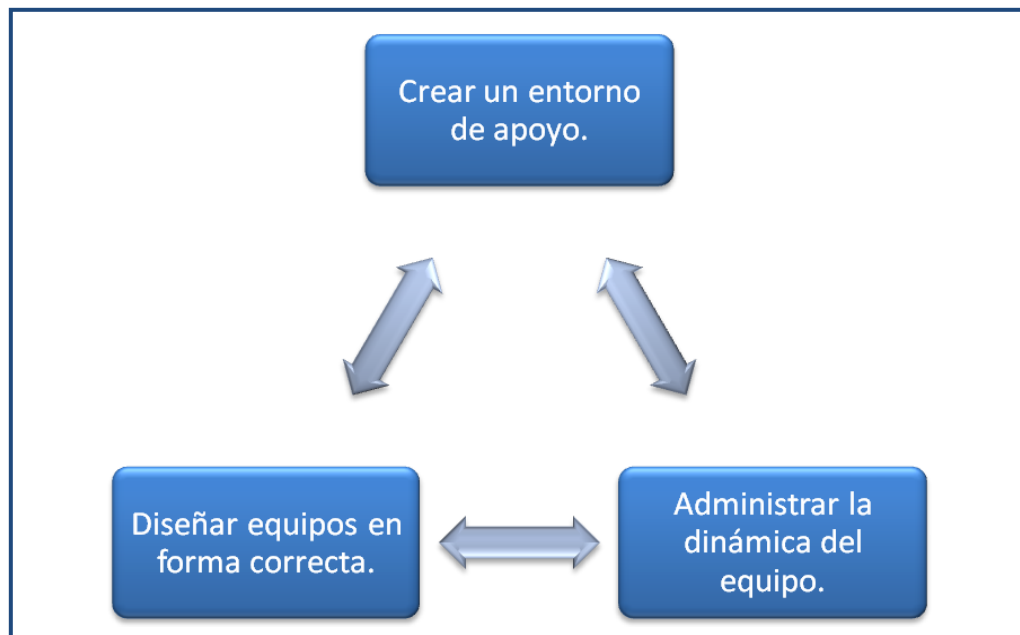 Crear un entorno
de apoyo.
Diseñar equipos en
forma correcta.
Administrar la
dinámica del
equipo.